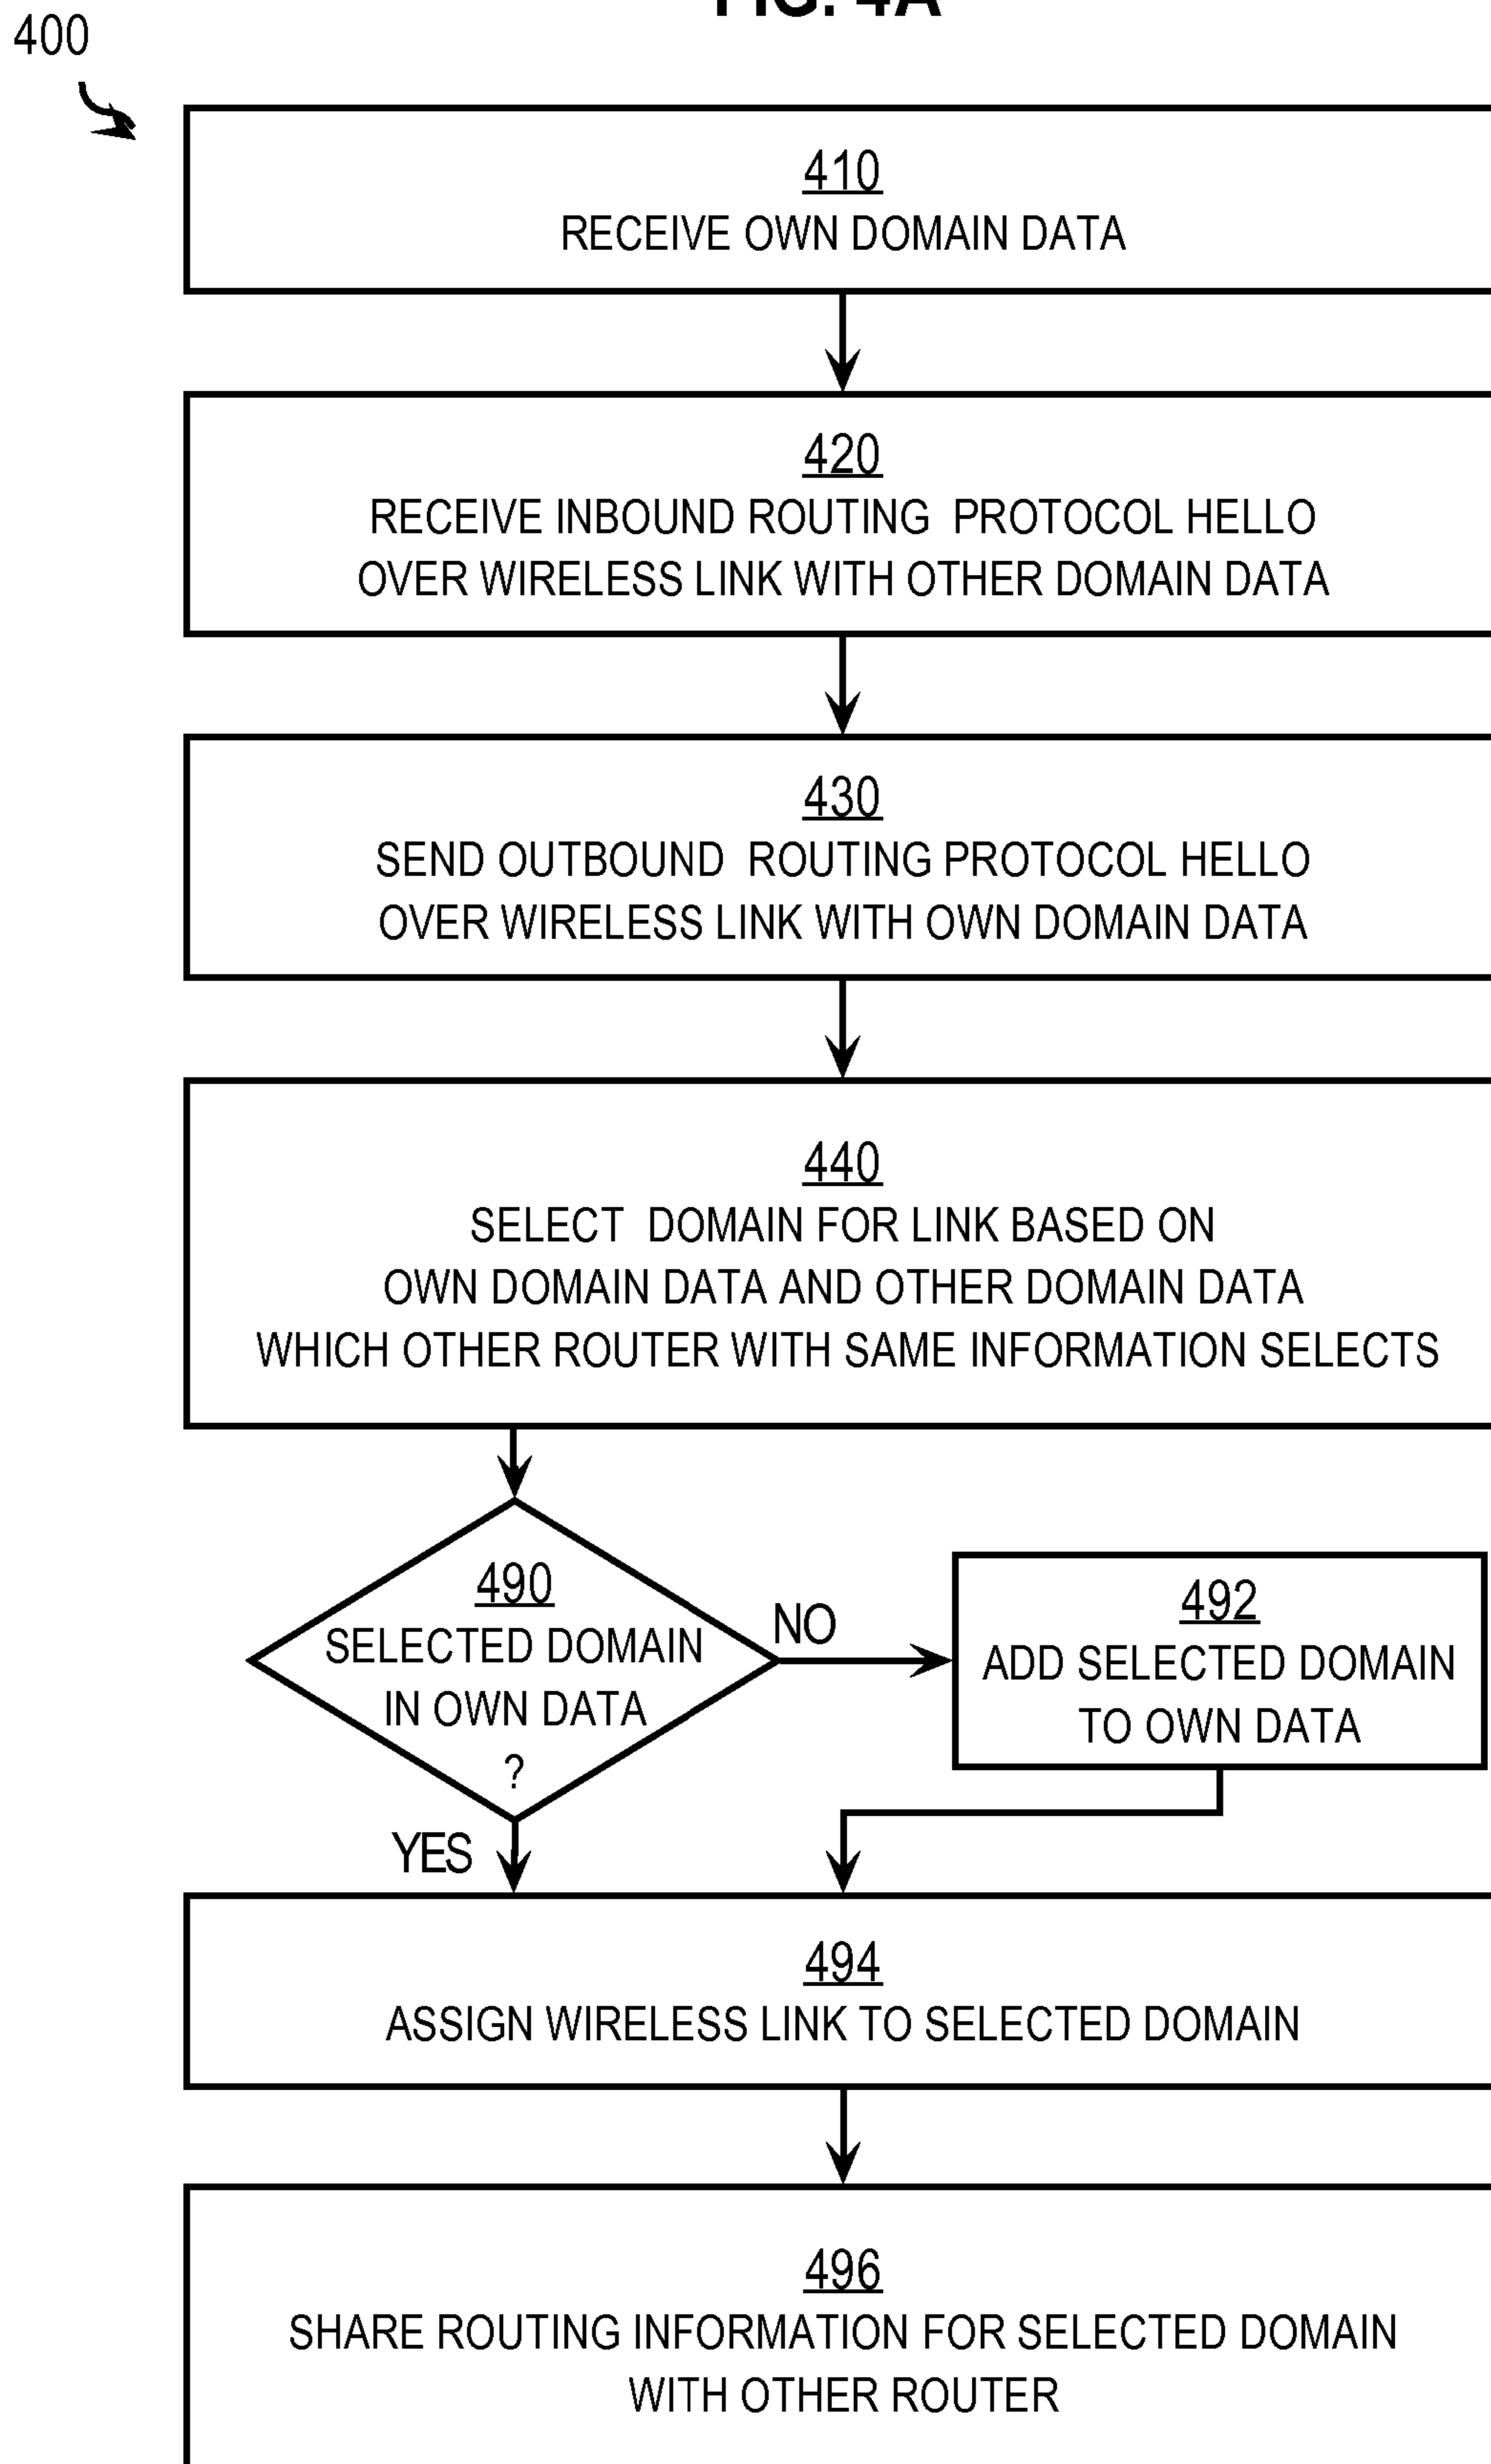 FIG. 4A
400
410
RECEIVE OWN DOMAIN DATA
420
RECEIVE INBOUND ROUTING PROTOCOL HELLO
OVER WIRELESS LINK WITH OTHER DOMAIN DATA
430
SEND OUTBOUND ROUTING PROTOCOL HELLO
OVER WIRELESS LINK WITH OWN DOMAIN DATA
440
SELECT DOMAIN FOR LINK BASED ON
OWN DOMAIN DATA AND OTHER DOMAIN DATA
WHICH OTHER ROUTER WITH SAME INFORMATION SELECTS
490
SELECTED DOMAIN
IN OWN DATA
?
NO
492
ADD SELECTED DOMAIN
TO OWN DATA
YES
494
ASSIGN WIRELESS LINK TO SELECTED DOMAIN
496
SHARE ROUTING INFORMATION FOR SELECTED DOMAIN
WITH OTHER ROUTER